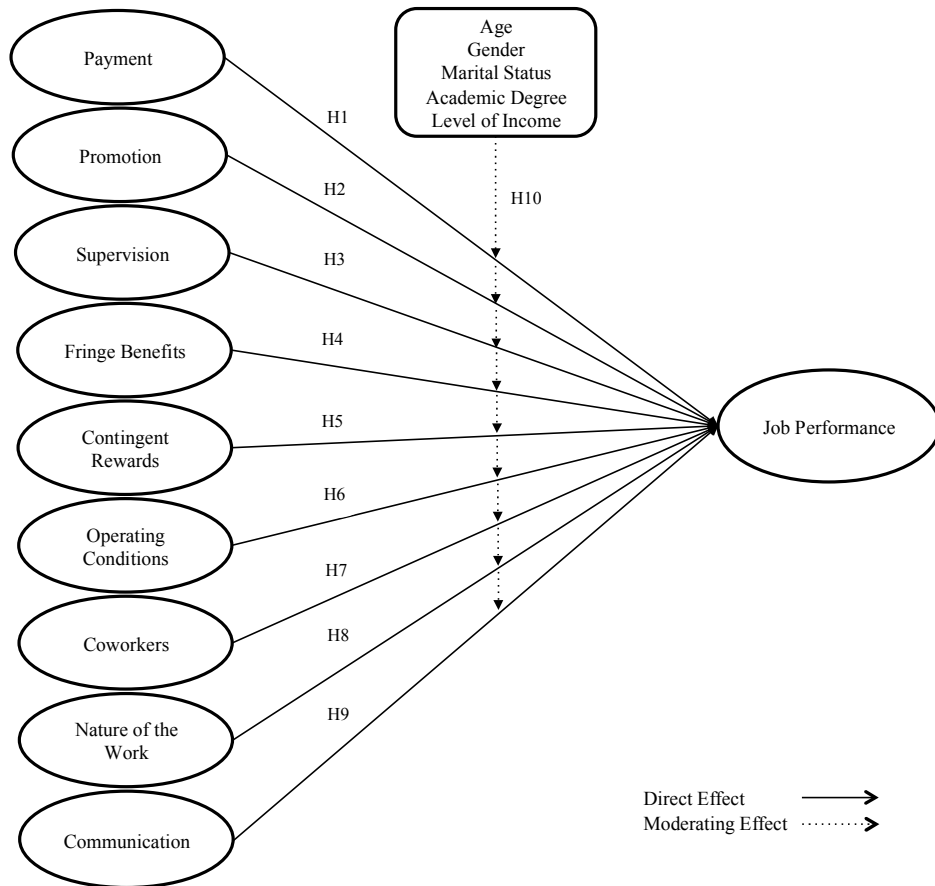 Age
Gender
Marital Status
Academic Degree
Level of Income
Payment
H1
Promotion
H2
H10
Supervision
H3
Fringe Benefits
H4
Contingent
Rewards
H5
Job Performance
Operating
Conditions
H6
Coworkers
H7
Nature of the
Work
H8
Communication
H9
Direct Effect
Moderating Effect